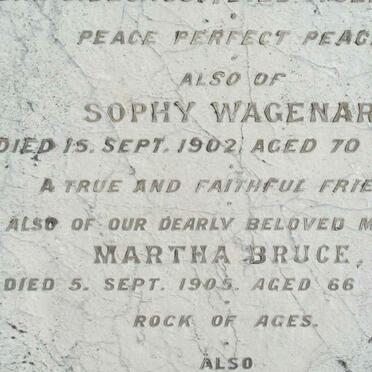 PEACE PERFECT PEAC
ALSO OF
SOPHY WAGENAR
DIED 15. SEPT. 1902, AGED 70
A TRUE AND FAITHFUL FRIE
ALSO OF OUR DEARLY BELOVED M
MARTHA BRUCE,
DIED 5. SEPT. 1905. AGED 66
ROCK OF AGES.
ALSO